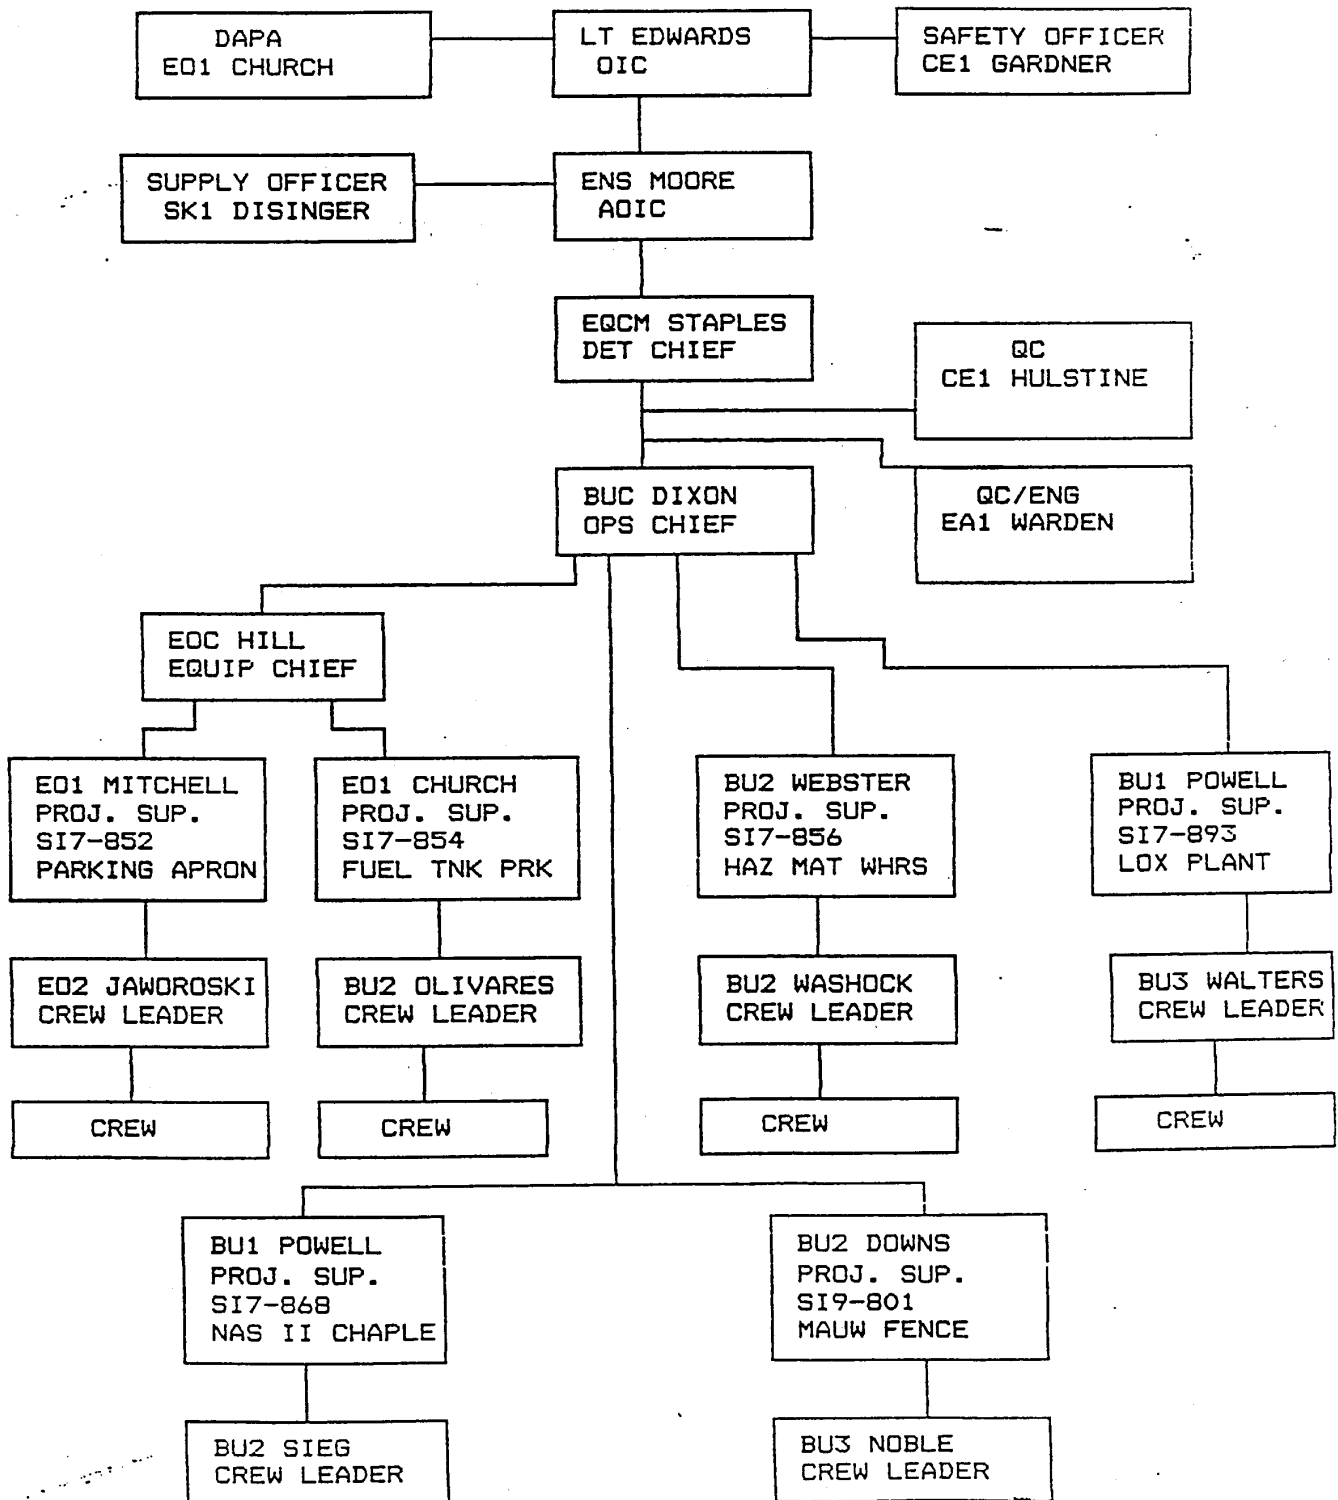 DAPA
EO1 CHURCH
LT EDWARDS
OIC
SAFETY OFFICER
CE1 GARDNER
SUPPLY OFFICER
SK1 DISINGER
ENS MOORE
AOIC
EQCM STAPLES
DET CHIEF
QC
CE1 HULSTINE
BUC DIXON
OPS CHIEF
QC/ENG
EA1 WARDEN
EOC HILL
EQUIP CHIEF
EO1 MITCHELL
PROJ. SUP.
SI7-852
PARKING APRON
EO1 CHURCH
PROJ. SUP.
SI7-854
FUEL TNK PRK
BU2 WEBSTER
PROJ. SUP.
SI7-856
HAZ MAT WHRS
BU1 POWELL
PROJ. SUP.
SI7-893
LOX PLANT
EO2 JAWOROSKI
CREW LEADER
BU2 OLIVARES
CREW LEADER
BU2 WASHOCK
CREW LEADER
BU3 WALTERS
CREW LEADER
CREW
CREW
CREW
CREW
BU1 POWELL
PROJ. SUP.
SI7-868
NAS II CHAPLE
BU2 DOWNS
PROJ. SUP.
SI9-801
MAUW FENCE
BU2 SIEG
CREW LEADER
BU3 NOBLE
CREW LEADER